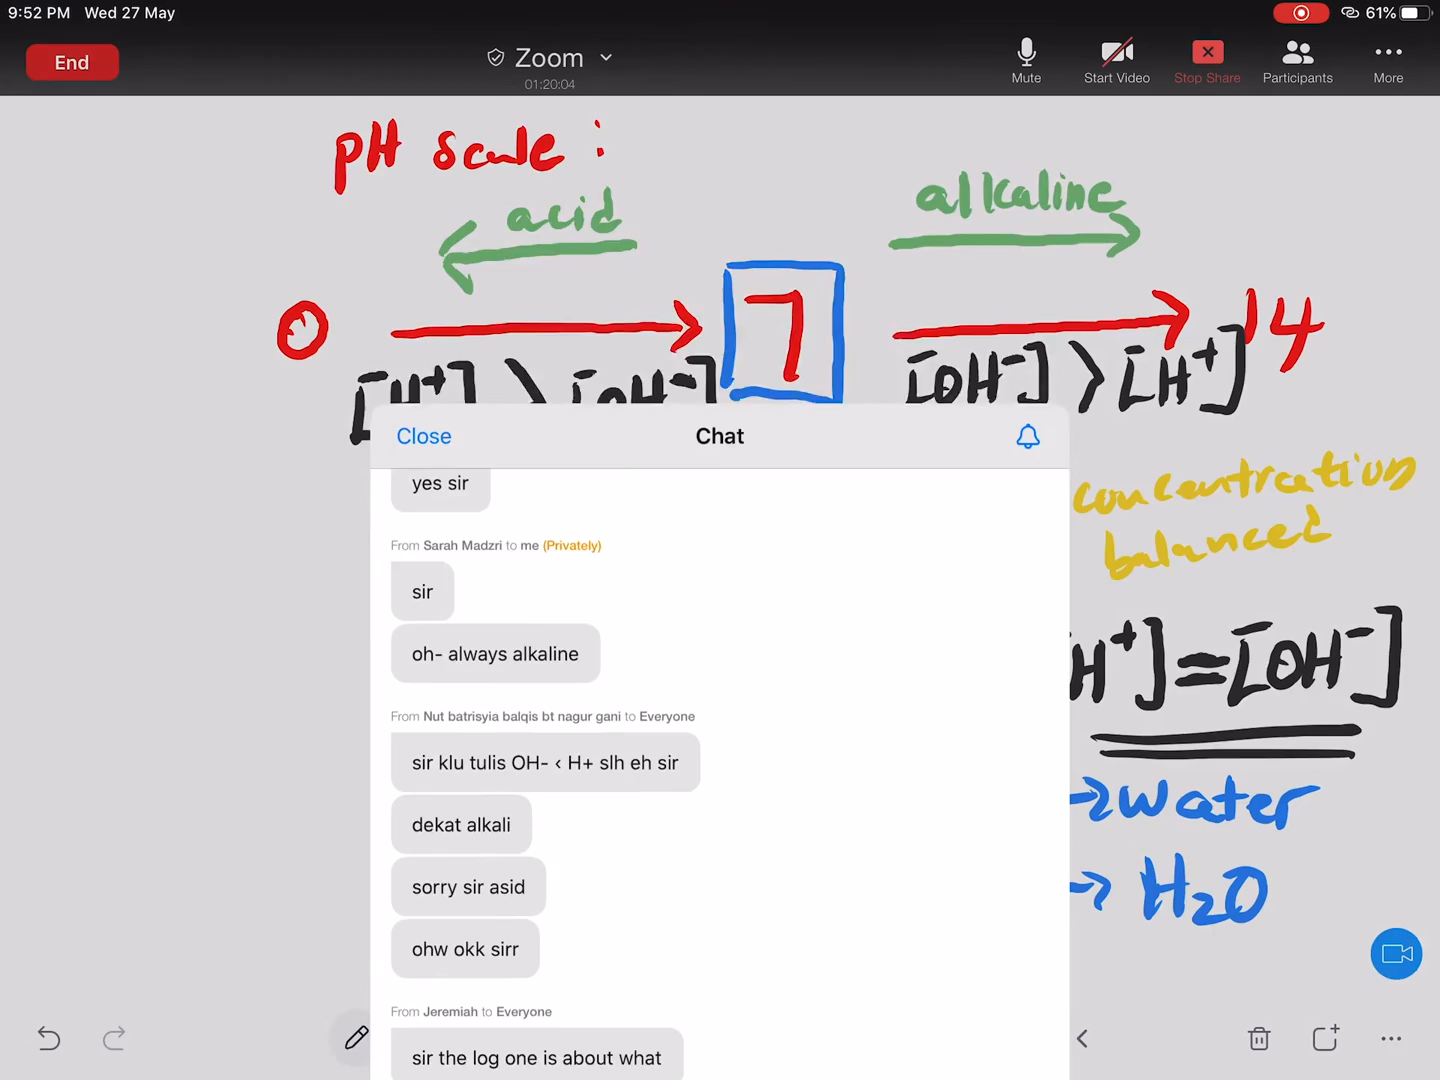 9:52 PM Wed 27 May
61%
End
Zoom
01:20:04
Mute
Start Video
Stop Share
Participants
More
pH scale :
acid
alkaline
0
7
14
[H+] > [OH-]
[OH-] > [H+]
Close
Chat
yes sir
From Sarah Madzri to me (Privately)
sir
oh- always alkaline
From Nut batrisyia balqis bt nagur gani to Everyone
sir klu tulis OH- < H+ slh eh sir
dekat alkali
sorry sir asid
ohw okk sirr
From Jeremiah to Everyone
sir the log one is about what
concentration
balanced
[H+]=[OH-]
→ water
→ H₂O